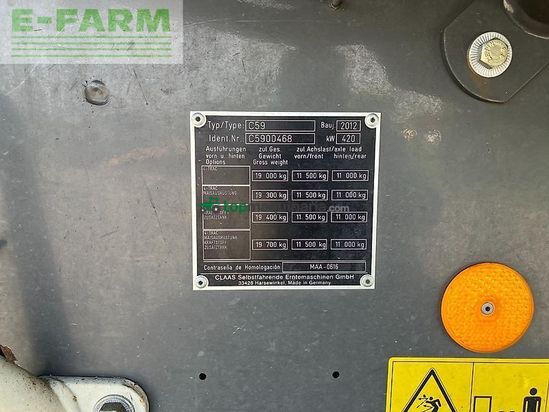 E-FARM
Typ/Type: C59 Bauj. 2012
Ident.Nr. C5900468 kW 420
Ausführungen zul.Ges. zul. Achslast/axle load
vorn u. hinten Gewicht vorn/front hinten/rear
Options Gross weight
19 000 kg 11 500 kg 11 000 kg
19 300 kg 11 500 kg 11 000 kg
19 400 kg 11 500 kg 11 000 kg
19 700 kg 11 500 kg 11 000 kg
Contraseña de Homologación MAA-0616
CLAAS Selbstfahrende Erntemaschinen GmbH
33428 Harsewinkel, Made in Germany